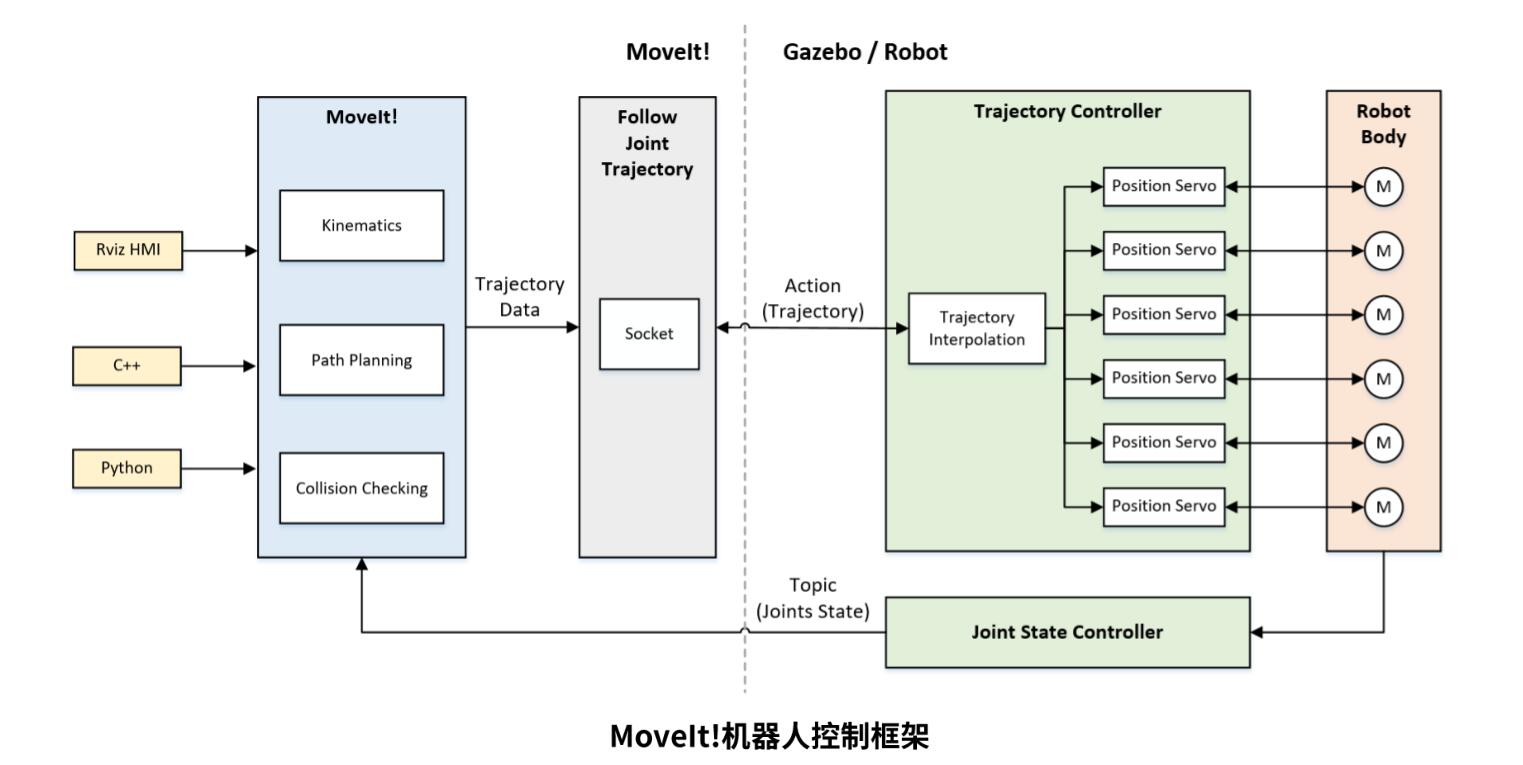 MoveIt!
Gazebo / Robot
MoveIt!
Kinematics
Path Planning
Collision Checking
Rviz HMI
C++
Python
Trajectory
Data
Follow
Joint
Trajectory
Socket
Action
(Trajectory)
Trajectory Controller
Trajectory
Interpolation
Position Servo
Position Servo
Position Servo
Position Servo
Position Servo
Position Servo
Robot
Body
M
M
M
M
M
M
Topic
(Joints State)
Joint State Controller
MoveIt!机器人控制框架